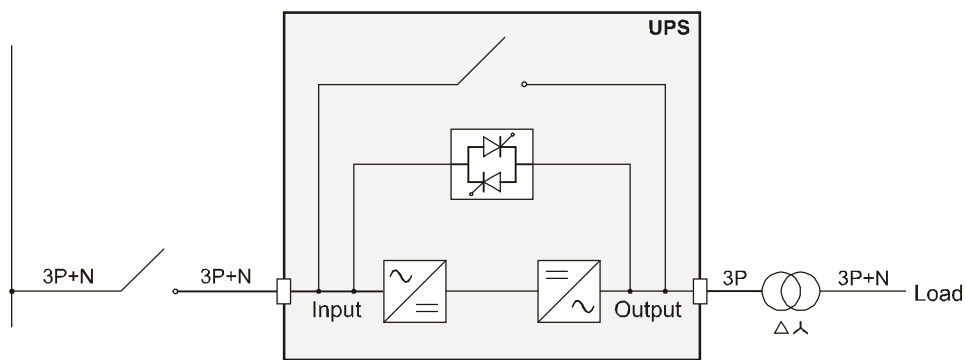 UPS
3P+N
3P+N
Input
Output
3P
3P+N
Load